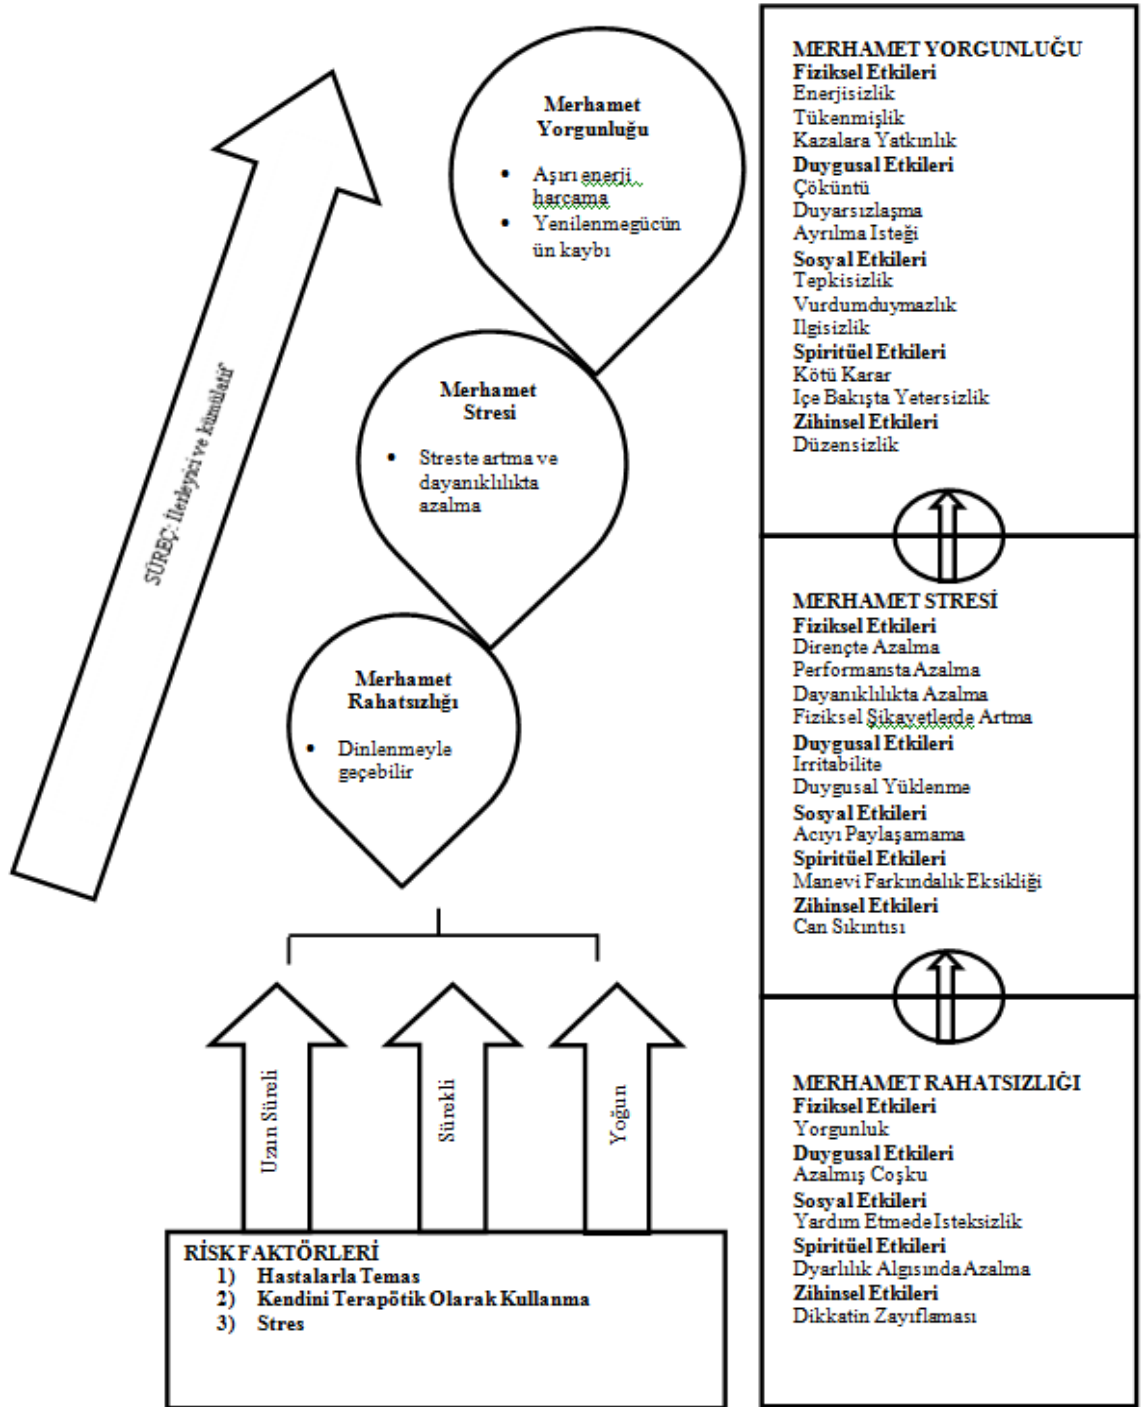 SÜREÇ: İlerleyici ve kümülatif
Merhamet
Yorgunluğu
• Aşırı enerji
harcama
• Yenilenmegücün
ün kaybı
Merhamet
Stresi
• Streste artma ve
dayanıklılıkta
azalma
Merhamet
Rahatsızlığı
• Dinlenmeyle
geçebilir
Uzun Süreli
Sürekli
Yoğun
RİSK FAKTÖRLERİ
1) Hastalarla Temas
2) Kendini Terapötik Olarak Kullanma
3) Stres
MERHAMET YORGUNLUĞU
Fiziksel Etkileri
Enerjisizlik
Tükenmişlik
Kazalara Yatkınlık
Duygusal Etkileri
Çöküntü
Duyarsızlaşma
Ayrılma Isteği
Sosyal Etkileri
Tepkisizlik
Vurdumduymazlık
Ilgisizlik
Spiritüel Etkileri
Kötü Karar
Içe Bakışta Yetersizlik
Zihinsel Etkileri
Düzensizlik
MERHAMET STRESİ
Fiziksel Etkileri
Dirençte Azalma
Performansta Azalma
Dayanıklılıkta Azalma
Fiziksel Şikayetlerde Artma
Duygusal Etkileri
Irritabilite
Duygusal Yüklenme
Sosyal Etkileri
Acıyı Paylaşamama
Spiritüel Etkileri
Manevi Farkındalık Eksikliği
Zihinsel Etkileri
Can Sıkıntısı
MERHAMET RAHATSIZLIĞI
Fiziksel Etkileri
Yorgunluk
Duygusal Etkileri
Azalmış Coşku
Sosyal Etkileri
Yardım Etmede Isteksizlik
Spiritüel Etkileri
Dyarlılık Algısında Azalma
Zihinsel Etkileri
Dikkatin Zayıflaması